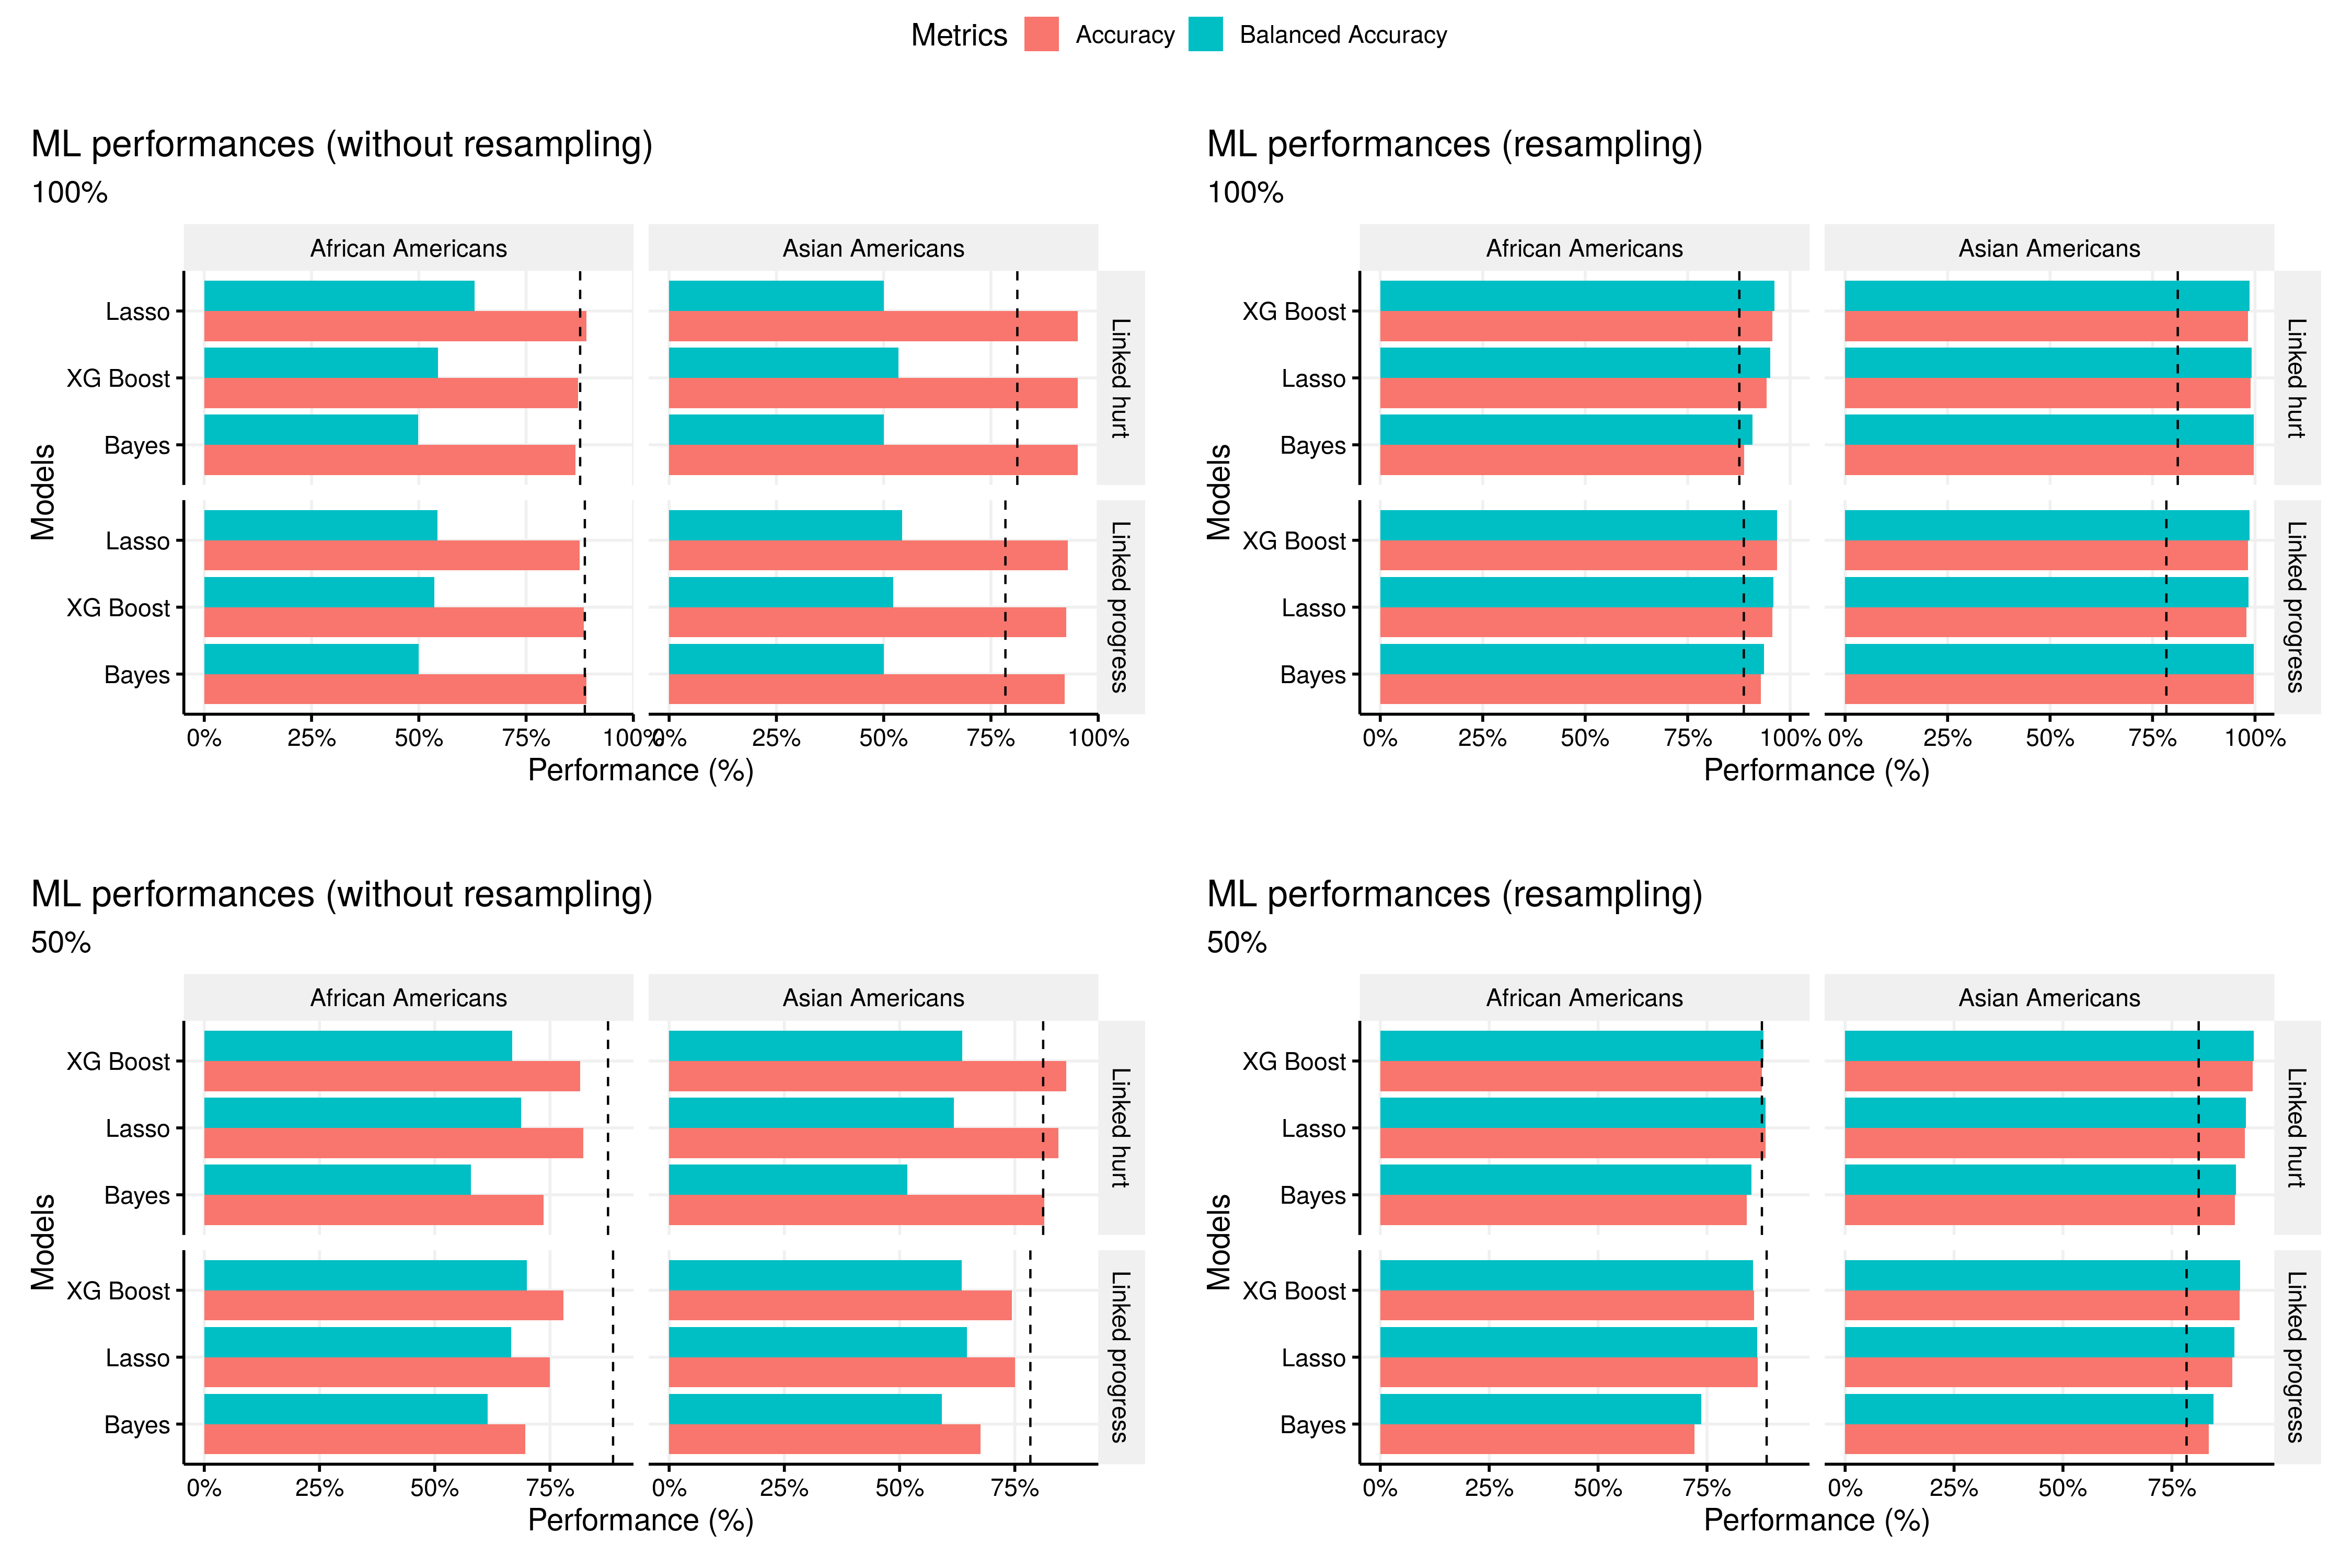 Metrics Accuracy Balanced Accuracy
ML performances (without resampling)
100%
African Americans Asian Americans
Models
Lasso
XG Boost
Bayes
Linked hurt
Lasso
XG Boost
Bayes
Linked progress
0% 25% 50% 75% 100% 0% 25% 50% 75% 100%
Performance (%)
ML performances (resampling)
100%
African Americans Asian Americans
Models
XG Boost
Lasso
Bayes
Linked hurt
XG Boost
Lasso
Bayes
Linked progress
0% 25% 50% 75% 100% 0% 25% 50% 75% 100%
Performance (%)
ML performances (without resampling)
50%
African Americans Asian Americans
Models
XG Boost
Lasso
Bayes
Linked hurt
XG Boost
Lasso
Bayes
Linked progress
0% 25% 50% 75% 0% 25% 50% 75%
Performance (%)
ML performances (resampling)
50%
African Americans Asian Americans
Models
XG Boost
Lasso
Bayes
Linked hurt
XG Boost
Lasso
Bayes
Linked progress
0% 25% 50% 75% 0% 25% 50% 75%
Performance (%)